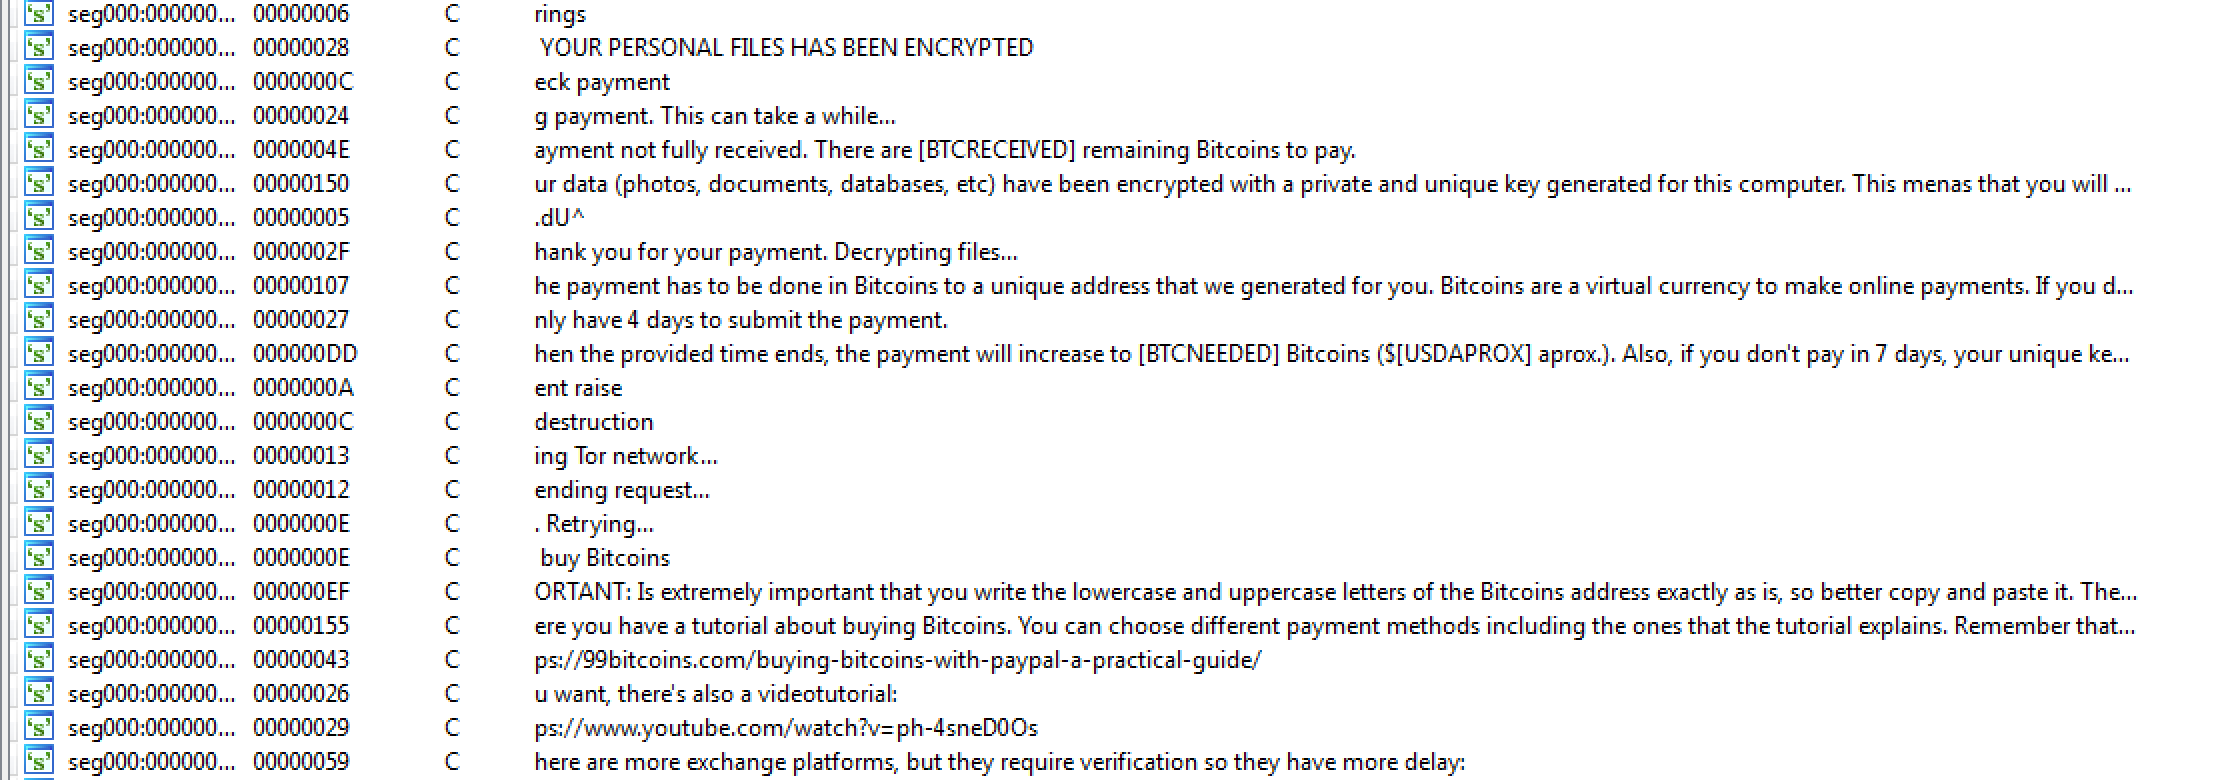 's' seg000:000000... 00000006 C rings
's' seg000:000000... 00000028 C YOUR PERSONAL FILES HAS BEEN ENCRYPTED
's' seg000:000000... 0000000C C eck payment
's' seg000:000000... 00000024 C g payment. This can take a while...
's' seg000:000000... 0000004E C ayment not fully received. There are [BTCRECEIVED] remaining Bitcoins to pay.
's' seg000:000000... 00000150 C ur data (photos, documents, databases, etc) have been encrypted with a private and unique key generated for this computer. This menas that you will ...
's' seg000:000000... 00000005 C .dU^
's' seg000:000000... 0000002F C hank you for your payment. Decrypting files...
's' seg000:000000... 00000107 C he payment has to be done in Bitcoins to a unique address that we generated for you. Bitcoins are a virtual currency to make online payments. If you d...
's' seg000:000000... 00000027 C nly have 4 days to submit the payment.
's' seg000:000000... 000000DD C hen the provided time ends, the payment will increase to [BTCNEEDED] Bitcoins ($[USDAPROX] aprox.). Also, if you don't pay in 7 days, your unique ke...
's' seg000:000000... 0000000A C ent raise
's' seg000:000000... 0000000C C destruction
's' seg000:000000... 00000013 C ing Tor network...
's' seg000:000000... 00000012 C ending request...
's' seg000:000000... 0000000E C . Retrying...
's' seg000:000000... 0000000E C buy Bitcoins
's' seg000:000000... 000000EF C ORTANT: Is extremely important that you write the lowercase and uppercase letters of the Bitcoins address exactly as is, so better copy and paste it. The...
's' seg000:000000... 00000155 C ere you have a tutorial about buying Bitcoins. You can choose different payment methods including the ones that the tutorial explains. Remember that...
's' seg000:000000... 00000043 C ps://99bitcoins.com/buying-bitcoins-with-paypal-a-practical-guide/
's' seg000:000000... 00000026 C u want, there's also a videotutorial:
's' seg000:000000... 00000029 C ps://www.youtube.com/watch?v=ph-4sneD0Os
's' seg000:000000... 00000059 C here are more exchange platforms, but they require verification so they have more delay: